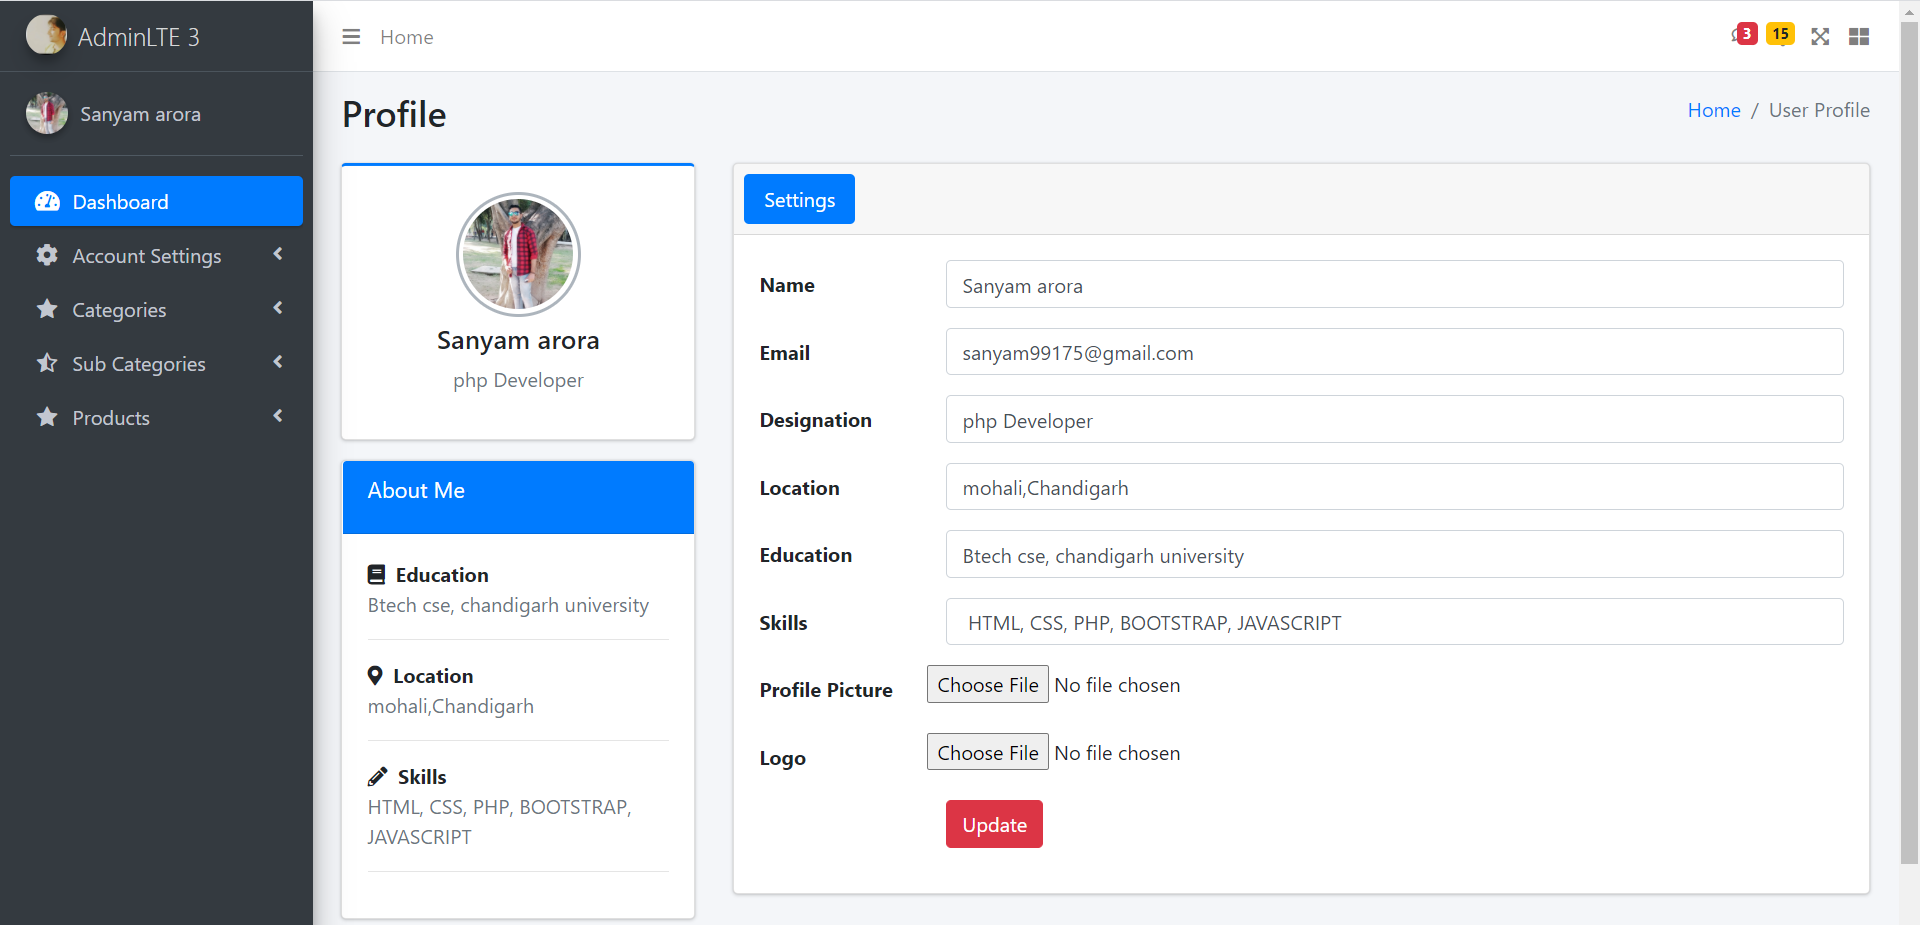 AdminLTE 3
Home
3
15
Sanyam arora
Dashboard
Account Settings
Categories
Sub Categories
Products
Profile
Home / User Profile
Sanyam arora
php Developer
About Me
Education
Btech cse, chandigarh university
Location
mohali,Chandigarh
Skills
HTML, CSS, PHP, BOOTSTRAP,
JAVASCRIPT
Settings
Name Sanyam arora
Email sanyam99175@gmail.com
Designation php Developer
Location mohali,Chandigarh
Education Btech cse, chandigarh university
Skills HTML, CSS, PHP, BOOTSTRAP, JAVASCRIPT
Profile Picture Choose File No file chosen
Logo Choose File No file chosen
Update